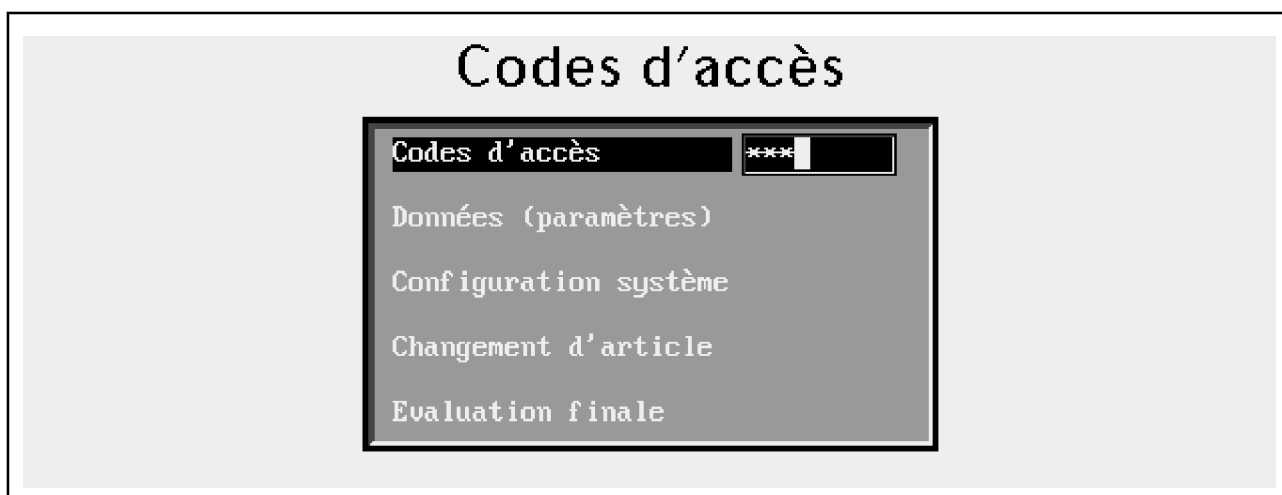 Codes d'accès
Codes d'accès ***
Données (paramètres)
Configuration système
Changement d'article
Evaluation finale